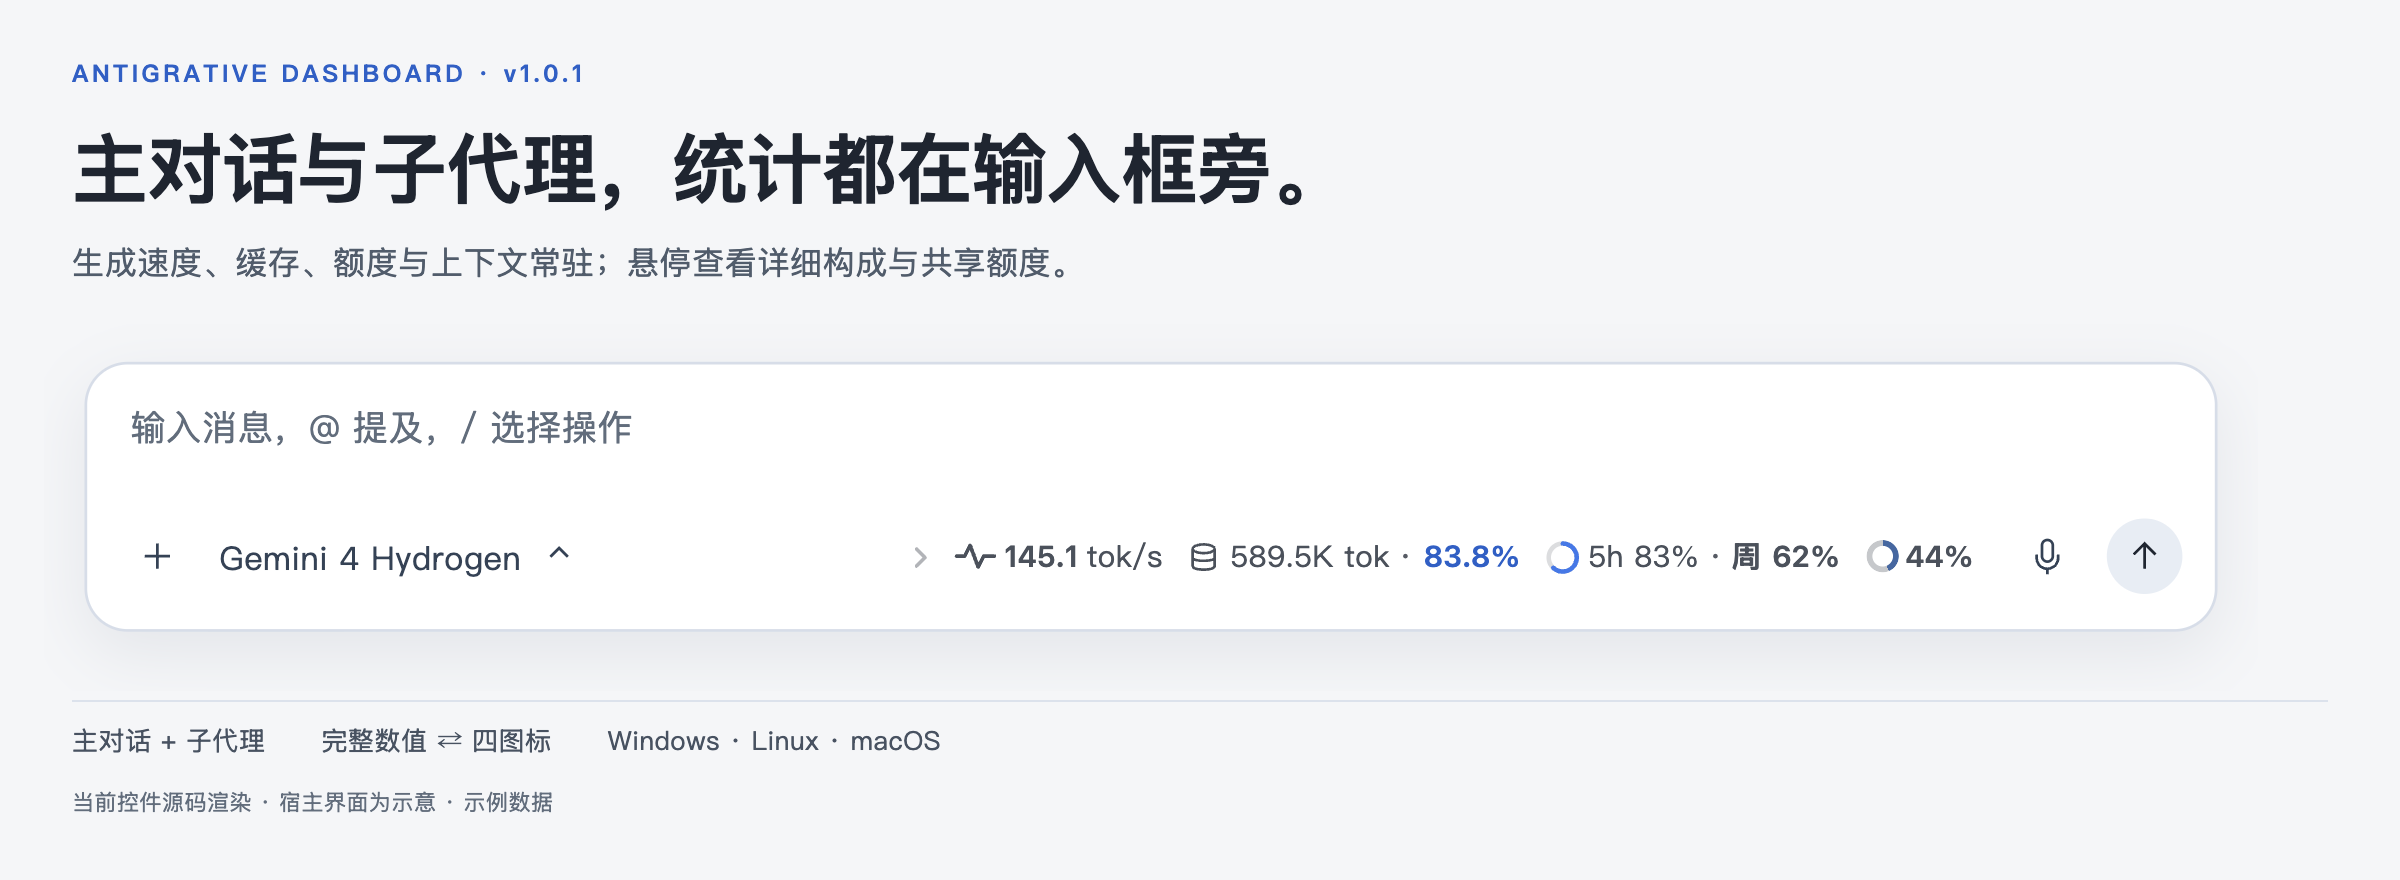 ANTIGRATIVE DASHBOARD · v1.0.1
主对话与子代理，统计都在输入框旁。
生成速度、缓存、额度与上下文常驻；悬停查看详细构成与共享额度。
输入消息，@ 提及，/ 选择操作
Gemini 4 Hydrogen 145.1 tok/s 589.5K tok · 83.8% 5h 83% · 周 62% 44%
主对话 + 子代理 完整数值 ⇄ 四图标 Windows · Linux · macOS
当前控件源码渲染 · 宿主界面为示意 · 示例数据